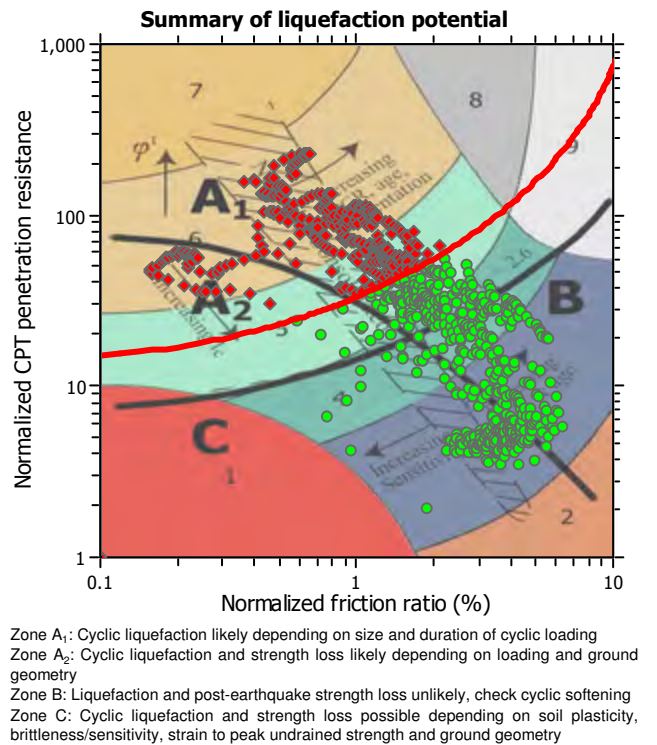 Summary of liquefaction potential
Normalized CPT penetration resistance
1,000
100
10
1
0.1
1
10
Normalized friction ratio (%)
7
8
9
φ'
A1
6
A2
5
2-6
B
4
C
1
2
Increasing
Sensitivity
Increasing Ic
age,
Zone A1: Cyclic liquefaction likely depending on size and duration of cyclic loading
Zone A2: Cyclic liquefaction and strength loss likely depending on loading and ground
geometry
Zone B: Liquefaction and post-earthquake strength loss unlikely, check cyclic softening
Zone C: Cyclic liquefaction and strength loss possible depending on soil plasticity,
brittleness/sensitivity, strain to peak undrained strength and ground geometry